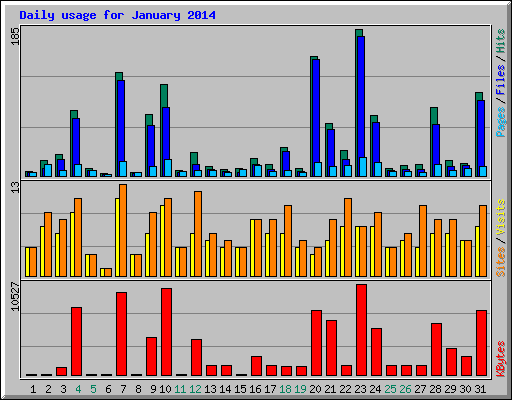 Daily usage for January 2014
185
Pages / Files / Hits
13
Sites / Visits
10527
KBytes
1 2 3 4 5 6 7 8 9 10 11 12 13 14 15 16 17 18 19 20 21 22 23 24 25 26 27 28 29 30 31